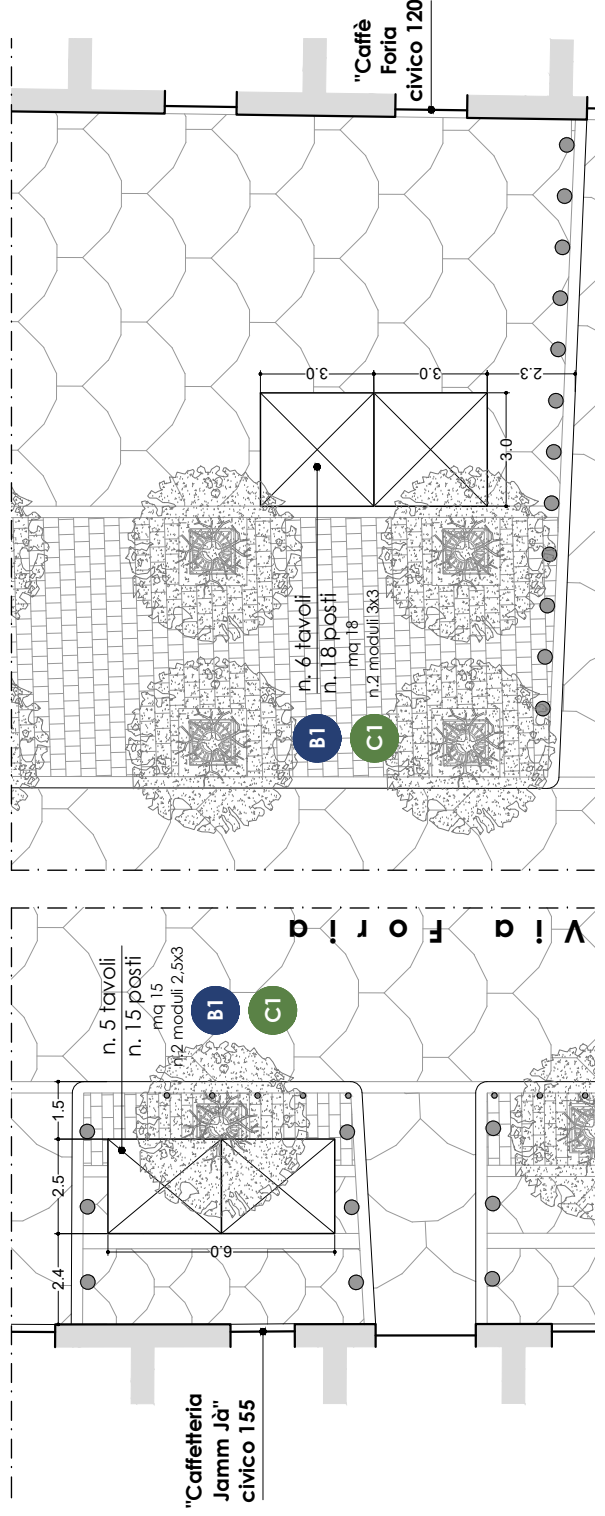 "Caffetteria
Jamm Jà"
civico 155
2.4
2.5
1.5
6.0
n. 5 tavoli
n. 15 posti
mq 15
n.2 moduli 2,5x3
B1
C1
Via Foria
n. 6 tavoli
n. 18 posti
mq 18
n.2 moduli 3x3
B1
C1
3.0
3.0
2.3
3.0
"Caffè
Foria
civico 120